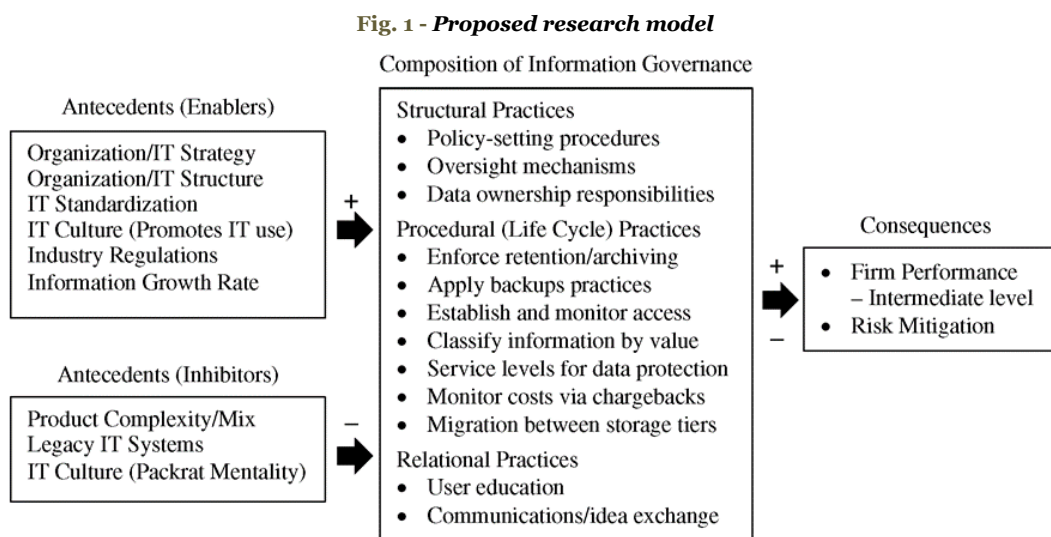 Fig. 1 - Proposed research model
Composition of Information Governance
Antecedents (Enablers)
Organization/IT Strategy
Organization/IT Structure
IT Standardization
IT Culture (Promotes IT use)
Industry Regulations
Information Growth Rate
+
Antecedents (Inhibitors)
Product Complexity/Mix
Legacy IT Systems
IT Culture (Packrat Mentality)
–
Structural Practices
• Policy-setting procedures
• Oversight mechanisms
• Data ownership responsibilities
Procedural (Life Cycle) Practices
• Enforce retention/archiving
• Apply backups practices
• Establish and monitor access
• Classify information by value
• Service levels for data protection
• Monitor costs via chargebacks
• Migration between storage tiers
Relational Practices
• User education
• Communications/idea exchange
+
–
Consequences
• Firm Performance
– Intermediate level
• Risk Mitigation